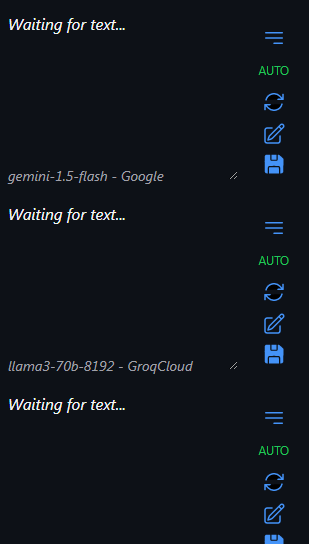 Waiting for text...
AUTO
gemini-1.5-flash - Google
Waiting for text...
AUTO
llama3-70b-8192 - GroqCloud
Waiting for text...
AUTO